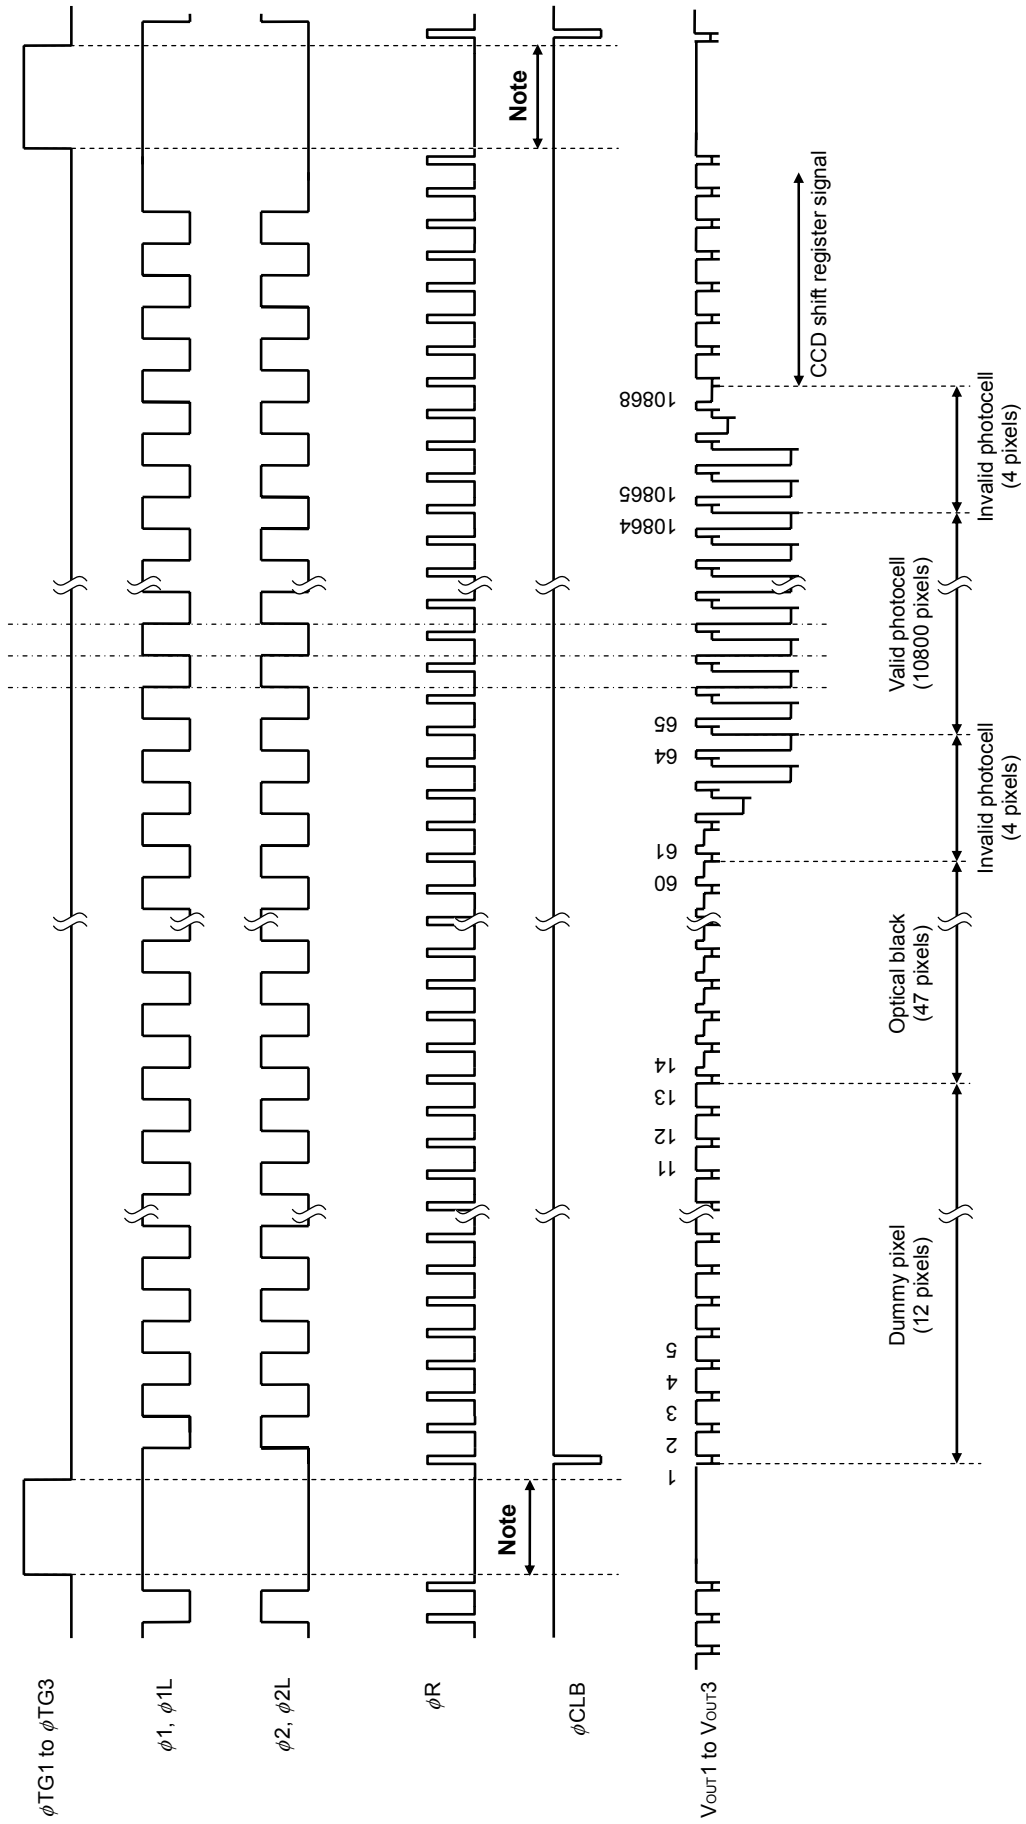 φTG1 to φTG3
φ1, φ1L
φ2, φ2L
φR
Note
Note
φCLB
VOUT1 to VOUT3
1
2
3
4
5
11
12
13
14
60
61
64
65
10864
10865
10868
CCD shift register signal
Dummy pixel
(12 pixels)
Optical black
(47 pixels)
Invalid photocell
(4 pixels)
Valid photocell
(10800 pixels)
Invalid photocell
(4 pixels)